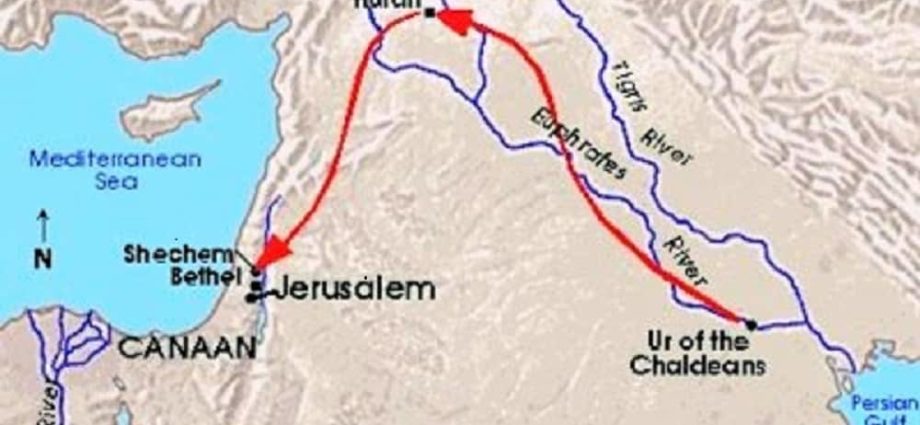 Haran
Tigris
River
Euphrates
River
Mediterranean
Sea
N
Shechem
Bethel
Jerusalem
CANAAN
Ur of the
Chaldeans
River
Persian
Gulf